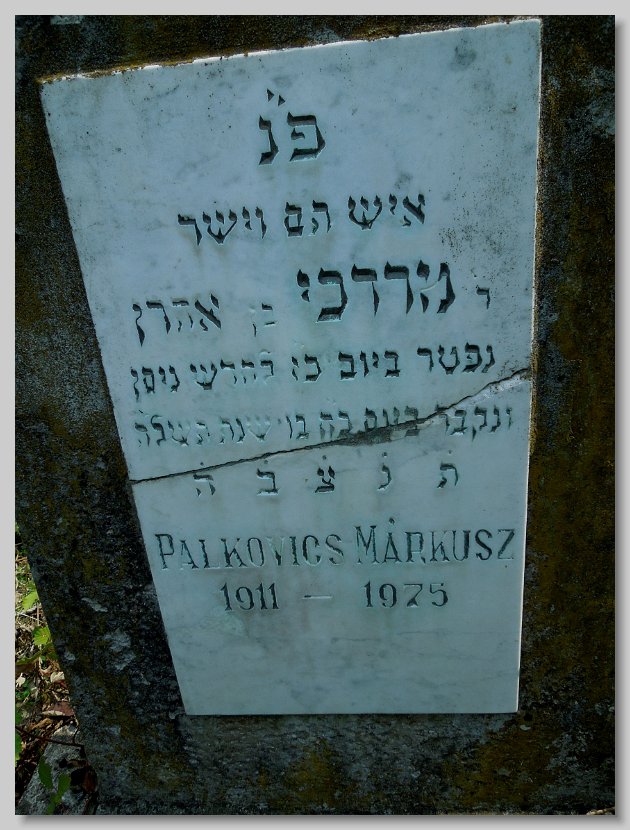 פ״נ
איש תם וישר
ר מרדכי בן אהרן
נפטר ביום כו לחדש ניסן
ונקבר ביום כח בו שנת תשלה
ת נ צ ב ה
PALKOVICS MÁRKUSZ
1911 – 1975